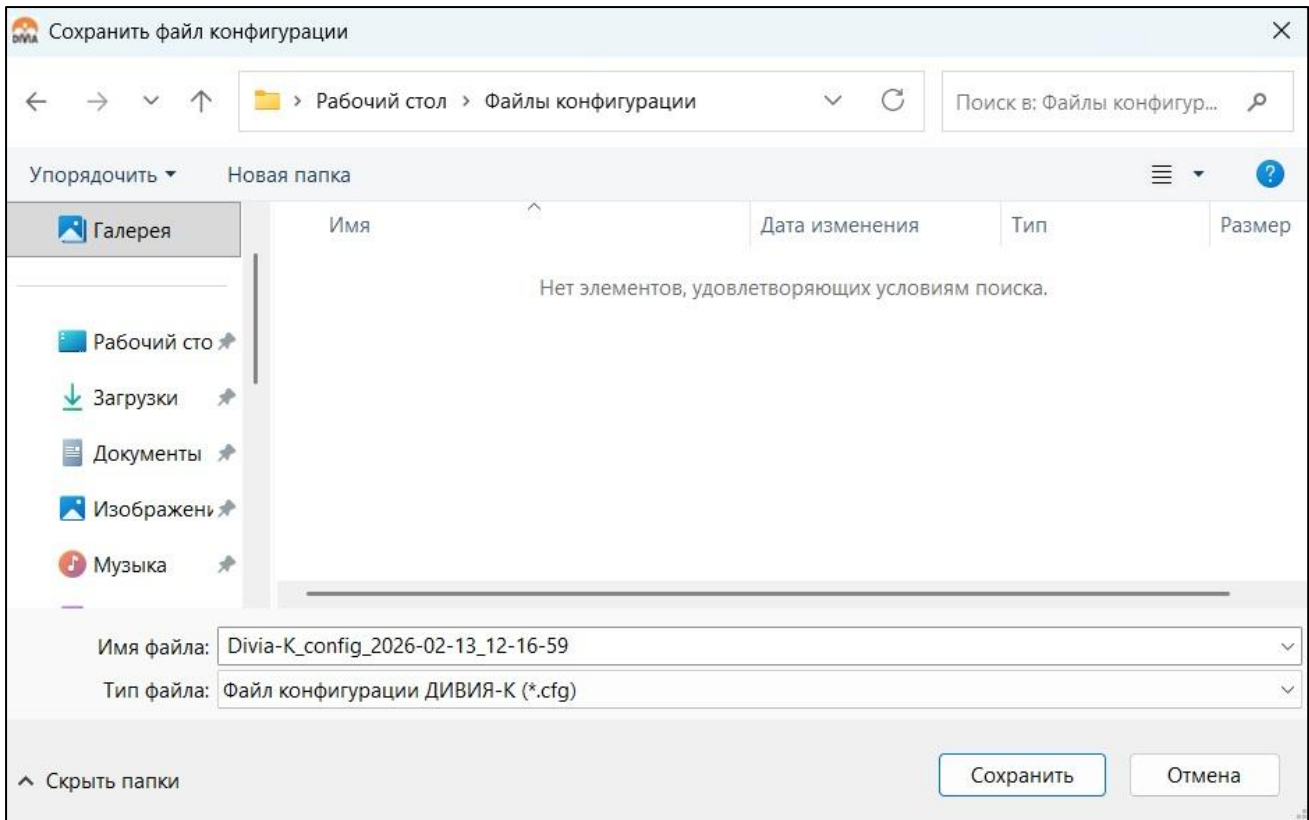 DIVIA Сохранить файл конфигурации
Рабочий стол Файлы конфигурации Поиск в: Файлы конфигур...
Упорядочить Новая папка ?
Галерея Имя Дата изменения Тип Размер
Нет элементов, удовлетворяющих условиям поиска.
Рабочий сто
Загрузки
Документы
Изображени
Музыка
Имя файла: Divia-K_config_2026-02-13_12-16-59
Тип файла: Файл конфигурации ДИВИЯ-К (*.cfg)
Скрыть папки Сохранить Отмена